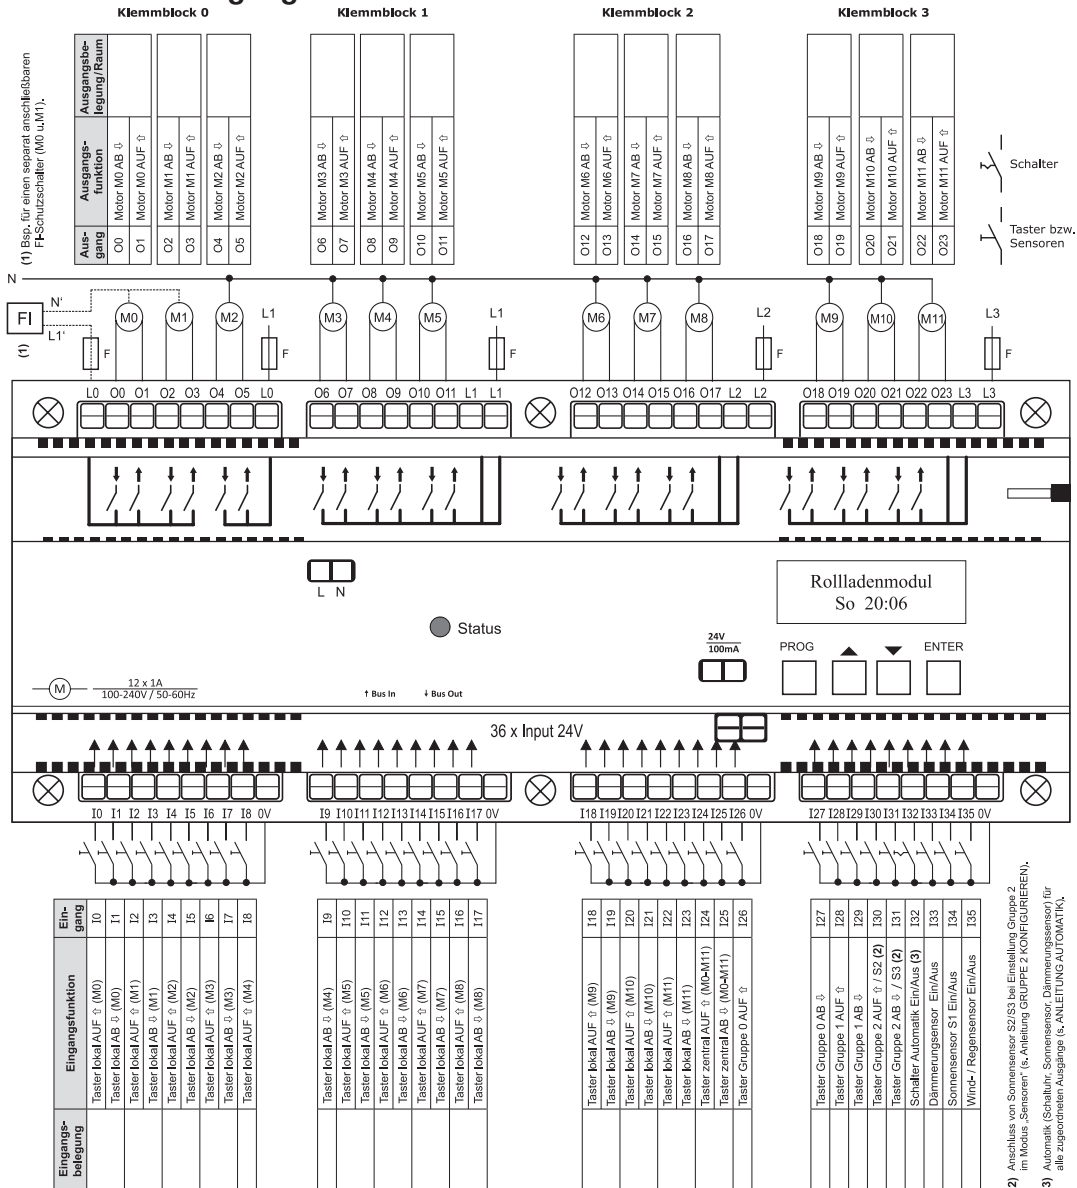 Klemmblock 0
Klemmblock 1
Klemmblock 2
Klemmblock 3
(1) Bsp. für einen separat anschließbaren
FI-Schutzschalter (M0 u.M1).
Ausgangsbe-
legung/Raum
Ausgangs-
funktion
Aus-
gang
O0 Motor M0 AB ⇩
O1 Motor M0 AUF ⇧
O2 Motor M1 AB ⇩
O3 Motor M1 AUF ⇧
O4 Motor M2 AB ⇩
O5 Motor M2 AUF ⇧
O6 Motor M3 AB ⇩
O7 Motor M3 AUF ⇧
O8 Motor M4 AB ⇩
O9 Motor M4 AUF ⇧
O10 Motor M5 AB ⇩
O11 Motor M5 AUF ⇧
O12 Motor M6 AB ⇩
O13 Motor M6 AUF ⇧
O14 Motor M7 AB ⇩
O15 Motor M7 AUF ⇧
O16 Motor M8 AB ⇩
O17 Motor M8 AUF ⇧
O18 Motor M9 AB ⇩
O19 Motor M9 AUF ⇧
O20 Motor M10 AB ⇩
O21 Motor M10 AUF ⇧
O22 Motor M11 AB ⇩
O23 Motor M11 AUF ⇧
Schalter
Taster bzw.
Sensoren
N
FI
N'
L1'
(1)
F
M0 M1 M2 L1 F
M3 M4 M5 L1 F
M6 M7 M8 L2 F
M9 M10 M11 L3 F
L0 O0 O1 O2 O3 O4 O5 L0
O6 O7 O8 O9 O10 O11 L1 L1
O12 O13 O14 O15 O16 O17 L2 L2
O18 O19 O20 O21 O22 O23 L3 L3
L N
Status
Rollladenmodul
So 20:06
24V
100mA
PROG ▲ ▼ ENTER
M
12 x 1A
100-240V / 50-60Hz
↑ Bus In
↓ Bus Out
36 x Input 24V
I0 I1 I2 I3 I4 I5 I6 I7 I8 0V
I9 I10 I11 I12 I13 I14 I15 I16 I17 0V
I18 I19 I20 I21 I22 I23 I24 I25 I26 0V
I27 I28 I29 I30 I31 I32 I33 I34 I35 0V
Ein-
gang
Eingangsfunktion
Eingangs-
belegung
I0 Taster lokal AUF ⇧ (M0)
I1 Taster lokal AB ⇩ (M0)
I2 Taster lokal AUF ⇧ (M1)
I3 Taster lokal AB ⇩ (M1)
I4 Taster lokal AUF ⇧ (M2)
I5 Taster lokal AB ⇩ (M2)
I6 Taster lokal AUF ⇧ (M3)
I7 Taster lokal AB ⇩ (M3)
I8 Taster lokal AUF ⇧ (M4)
I9 Taster lokal AB ⇩ (M4)
I10 Taster lokal AUF ⇧ (M5)
I11 Taster lokal AB ⇩ (M5)
I12 Taster lokal AUF ⇧ (M6)
I13 Taster lokal AB ⇩ (M6)
I14 Taster lokal AUF ⇧ (M7)
I15 Taster lokal AB ⇩ (M7)
I16 Taster lokal AUF ⇧ (M8)
I17 Taster lokal AB ⇩ (M8)
I18 Taster lokal AUF ⇧ (M9)
I19 Taster lokal AB ⇩ (M9)
I20 Taster lokal AUF ⇧ (M10)
I21 Taster lokal AB ⇩ (M10)
I22 Taster lokal AUF ⇧ (M11)
I23 Taster lokal AB ⇩ (M11)
I24 Taster zentral AUF ⇧ (M0-M11)
I25 Taster zentral AB ⇩ (M0-M11)
I26 Taster Gruppe 0 AUF ⇧
I27 Taster Gruppe 0 AB ⇩
I28 Taster Gruppe 1 AUF ⇧
I29 Taster Gruppe 1 AB ⇩
I30 Taster Gruppe 2 AUF ⇧ / S2 (2)
I31 Taster Gruppe 2 AB ⇩ / S3 (2)
I32 Schalter Automatik Ein/Aus (3)
I33 Dämmerungsensor Ein/Aus
I34 Sonnensensor S1 Ein/Aus
I35 Wind- / Regensensor Ein/Aus
2) Anschluss von Sonnensensor S2/S3 bei Einstellung Gruppe 2
im Modus „Sensoren" (s. Anleitung GRUPPE 2 KONFIGURIEREN).
3) Automatik (Schaltuhr, Sonnensensor, Dämmerungssensor) für
alle zugeordneten Ausgänge (s. ANLEITUNG AUTOMATIK).